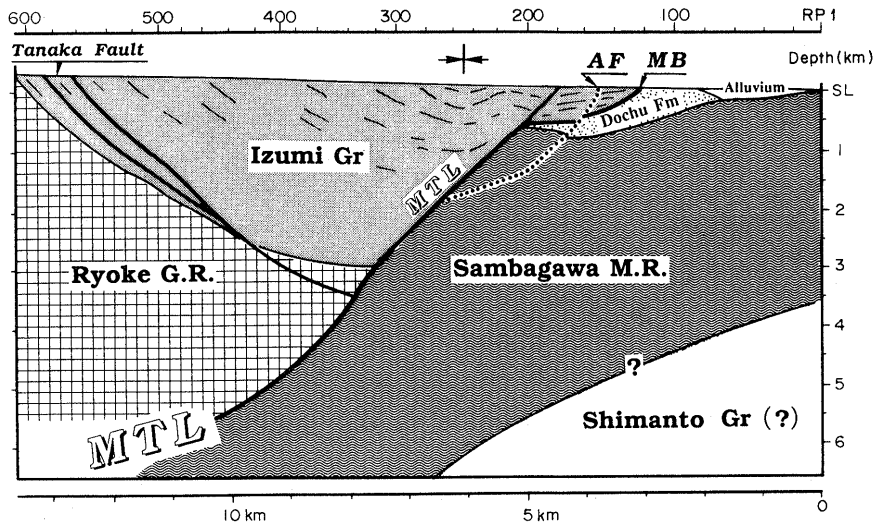 600 500 400 300 200 100 RP 1
Tanaka Fault
AF MB Depth(km)
Alluvium SL
Dochu Fm
Izumi Gr
1
MTL
2
Ryoke G.R. Sambagawa M.R.
3
4
?
5
Shimanto Gr (?)
MTL
6
10 km 5 km 0